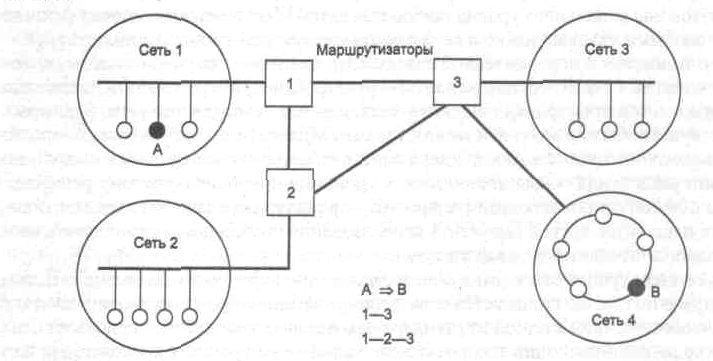 Сеть 1
Маршрутизаторы
Сеть 3
1
3
A
2
Сеть 2
A → B
1—3
1—2—3
B
Сеть 4